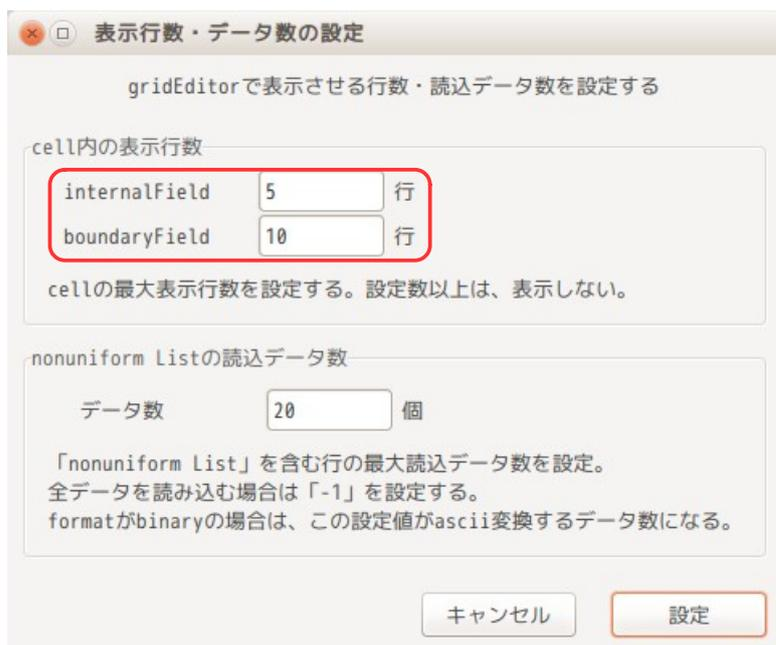 表示行数・データ数の設定
gridEditorで表示させる行数・読込データ数を設定する
cell内の表示行数
internalField 5 行
boundaryField 10 行
cellの最大表示行数を設定する。設定数以上は、表示しない。
nonuniform Listの読込データ数
データ数 20 個
「nonuniform List」を含む行の最大読込データ数を設定。
全データを読み込む場合は「-1」を設定する。
formatがbinaryの場合は、この設定値がascii変換するデータ数になる。
キャンセル 設定